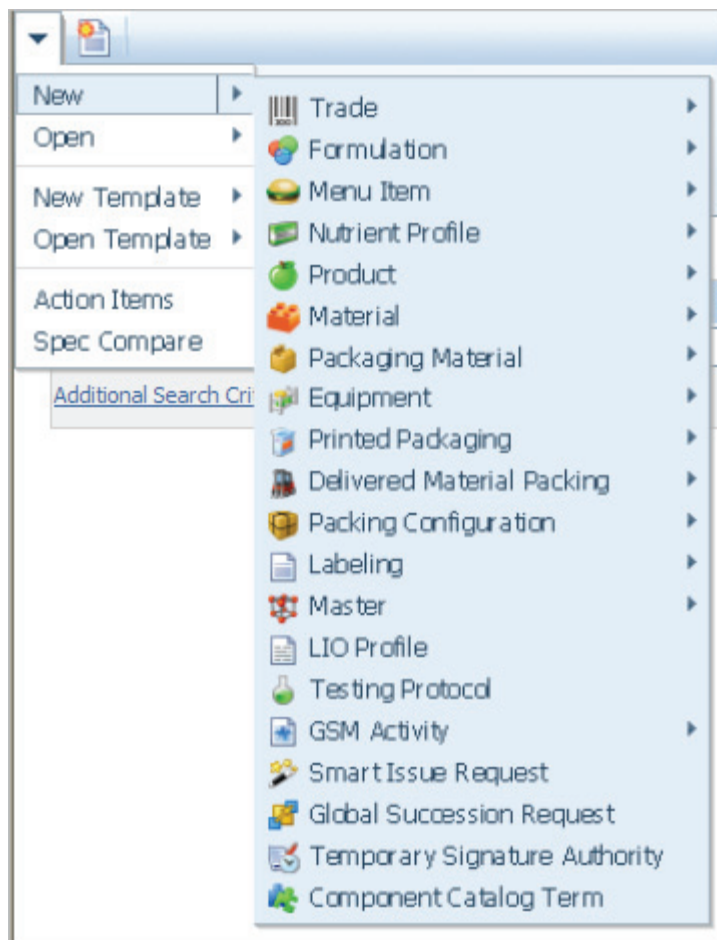 New
Open
New Template
Open Template
Action Items
Spec Compare
Additional Search Cri
Trade
Formulation
Menu Item
Nutrient Profile
Product
Material
Packaging Material
Equipment
Printed Packaging
Delivered Material Packing
Packing Configuration
Labeling
Master
LIO Profile
Testing Protocol
GSM Activity
Smart Issue Request
Global Succession Request
Temporary Signature Authority
Component Catalog Term